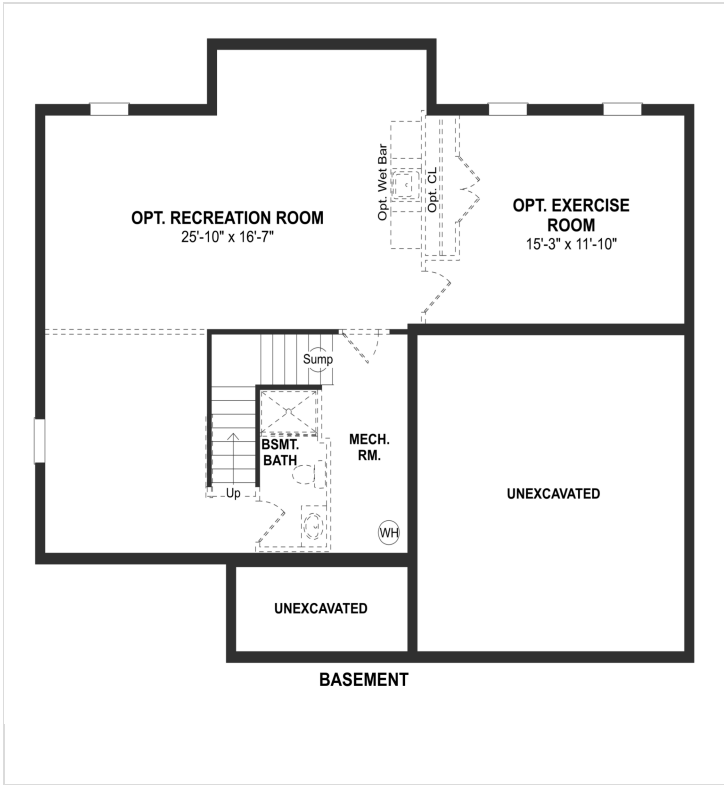 Opt. Wet Bar
Opt. CL
OPT. RECREATION ROOM
25'-10" x 16'-7"
OPT. EXERCISE
ROOM
15'-3" x 11'-10"
Sump
BSMT.
BATH
MECH.
RM.
Up
WH
UNEXCAVATED
UNEXCAVATED
BASEMENT